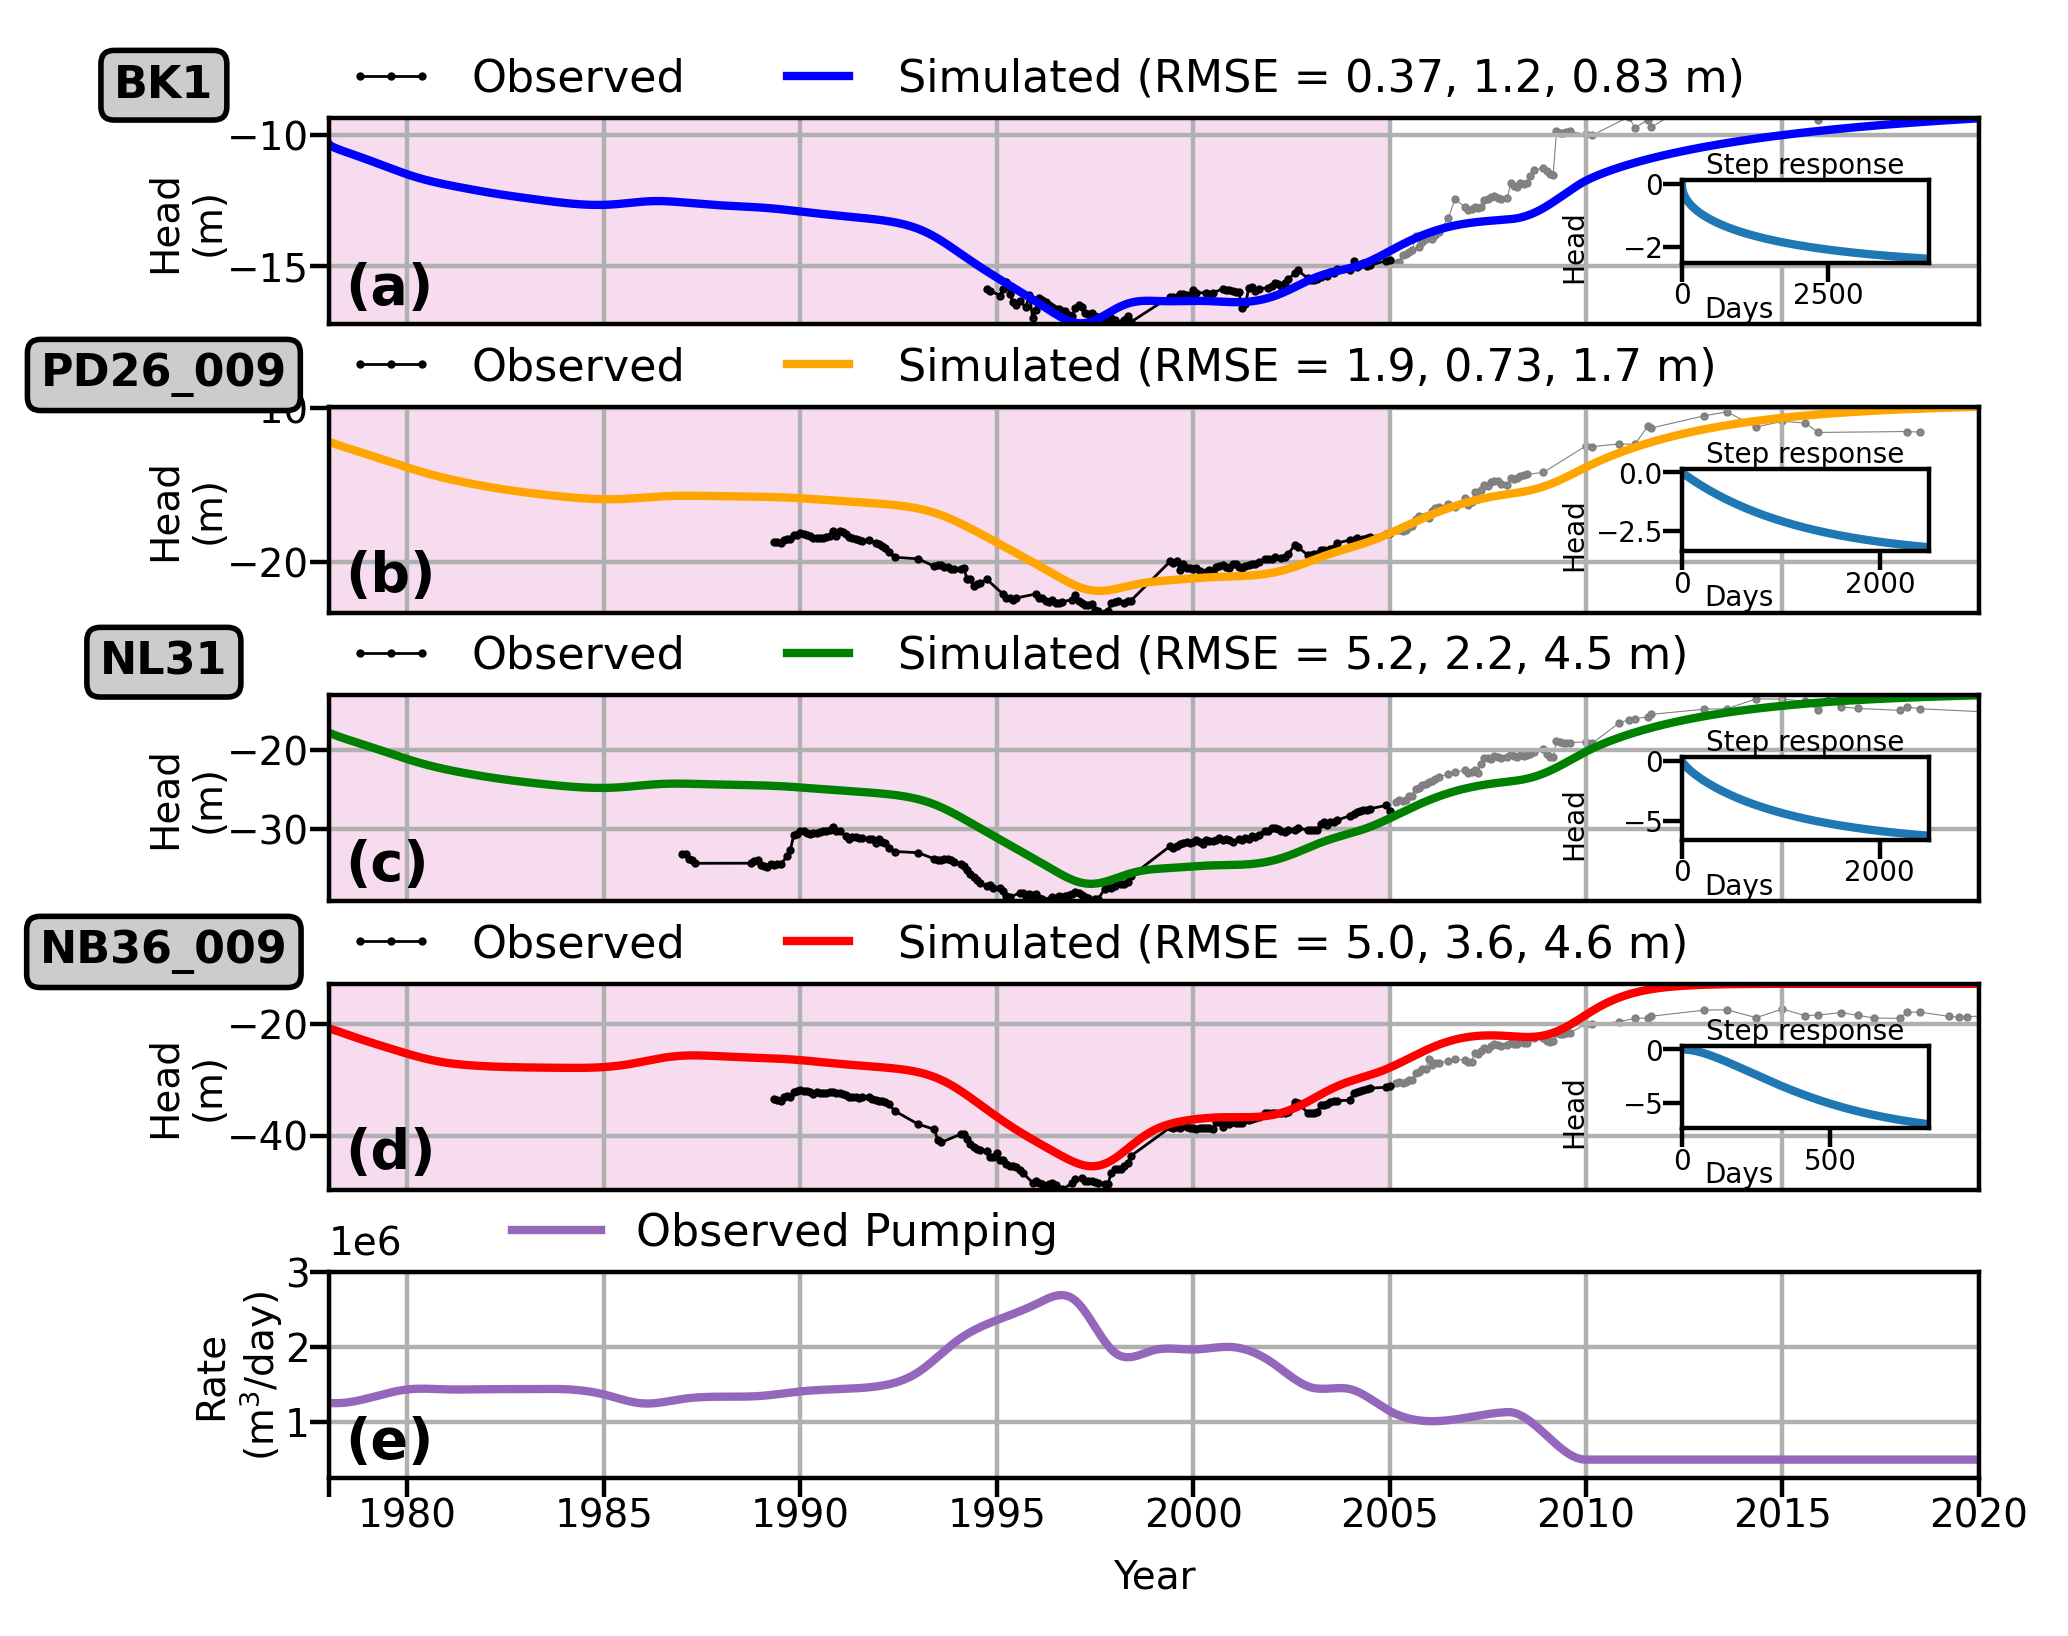 BK1 Observed Simulated (RMSE = 0.37, 1.2, 0.83 m)
−10
−15
Head
(m)
(a)
Step response
0
−2
Head
0 2500
Days
PD26_009 Observed Simulated (RMSE = 1.9, 0.73, 1.7 m)
−20
Head
(m)
(b)
Step response
0.0
−2.5
Head
0 2000
Days
NL31 Observed Simulated (RMSE = 5.2, 2.2, 4.5 m)
−20
−30
Head
(m)
(c)
Step response
0
−5
Head
0 2000
Days
NB36_009 Observed Simulated (RMSE = 5.0, 3.6, 4.6 m)
−20
−40
Head
(m)
(d)
Step response
0
−5
Head
0 500
Days
1e6 Observed Pumping
3
2
1
Rate
(m³/day)
(e)
1980 1985 1990 1995 2000 2005 2010 2015 2020
Year